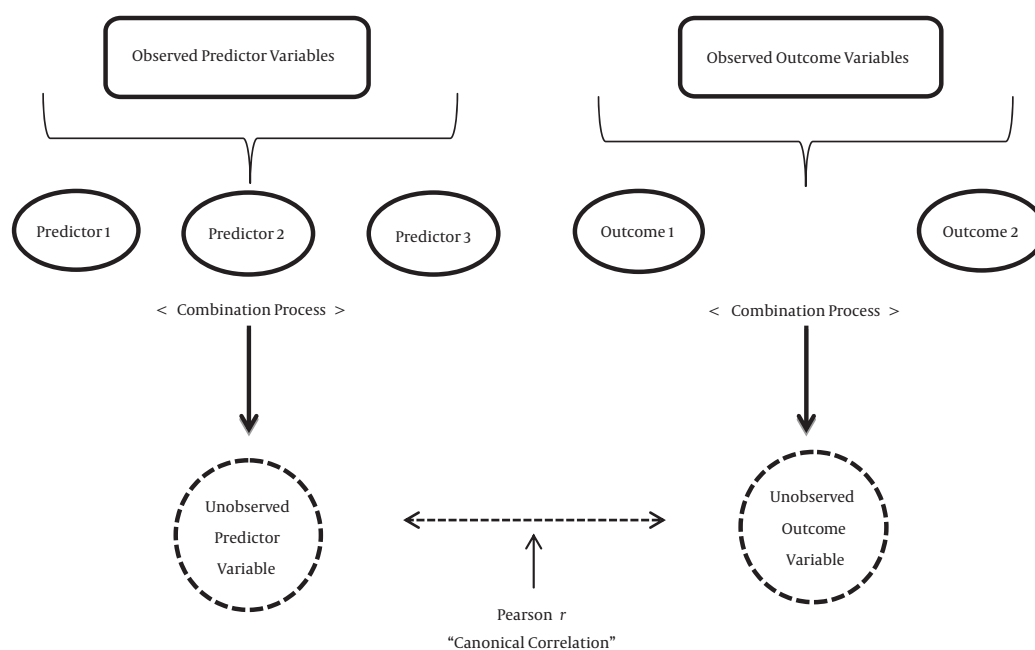 Observed Predictor Variables
Observed Outcome Variables
Predictor 1
Predictor 2
Predictor 3
Outcome 1
Outcome 2
< Combination Process >
< Combination Process >
Unobserved
Predictor
Variable
Unobserved
Outcome
Variable
Pearson r
“Canonical Correlation”